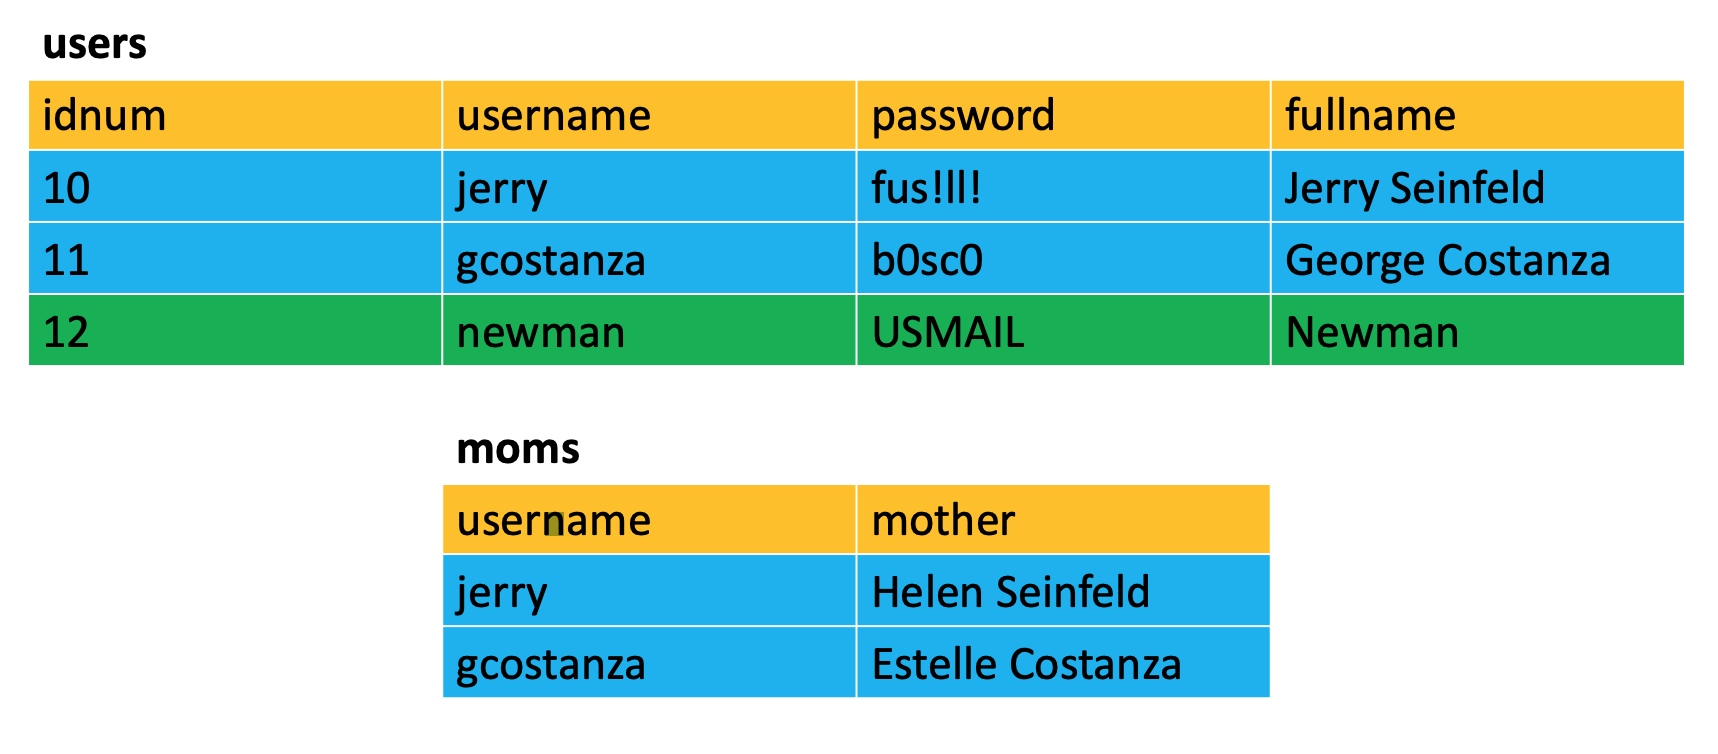 users
idnum username password fullname
10 jerry fus!ll! Jerry Seinfeld
11 gcostanza b0sc0 George Costanza
12 newman USMAIL Newman
moms
username mother
jerry Helen Seinfeld
gcostanza Estelle Costanza